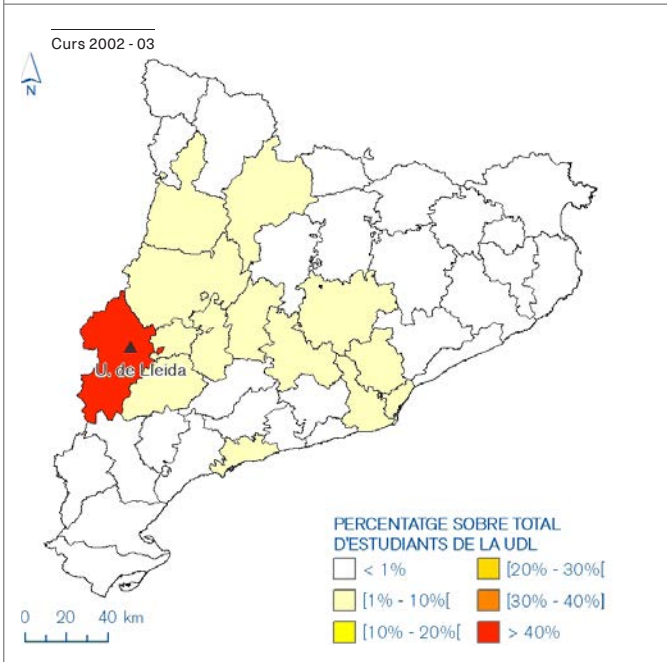 Curs 2002 - 03
N
U. de Lleida
PERCENTATGE SOBRE TOTAL
D'ESTUDIANTS DE LA UDL
< 1%
[20% - 30%[
[1% - 10%[
[30% - 40%]
[10% - 20%[
> 40%
0 20 40 km